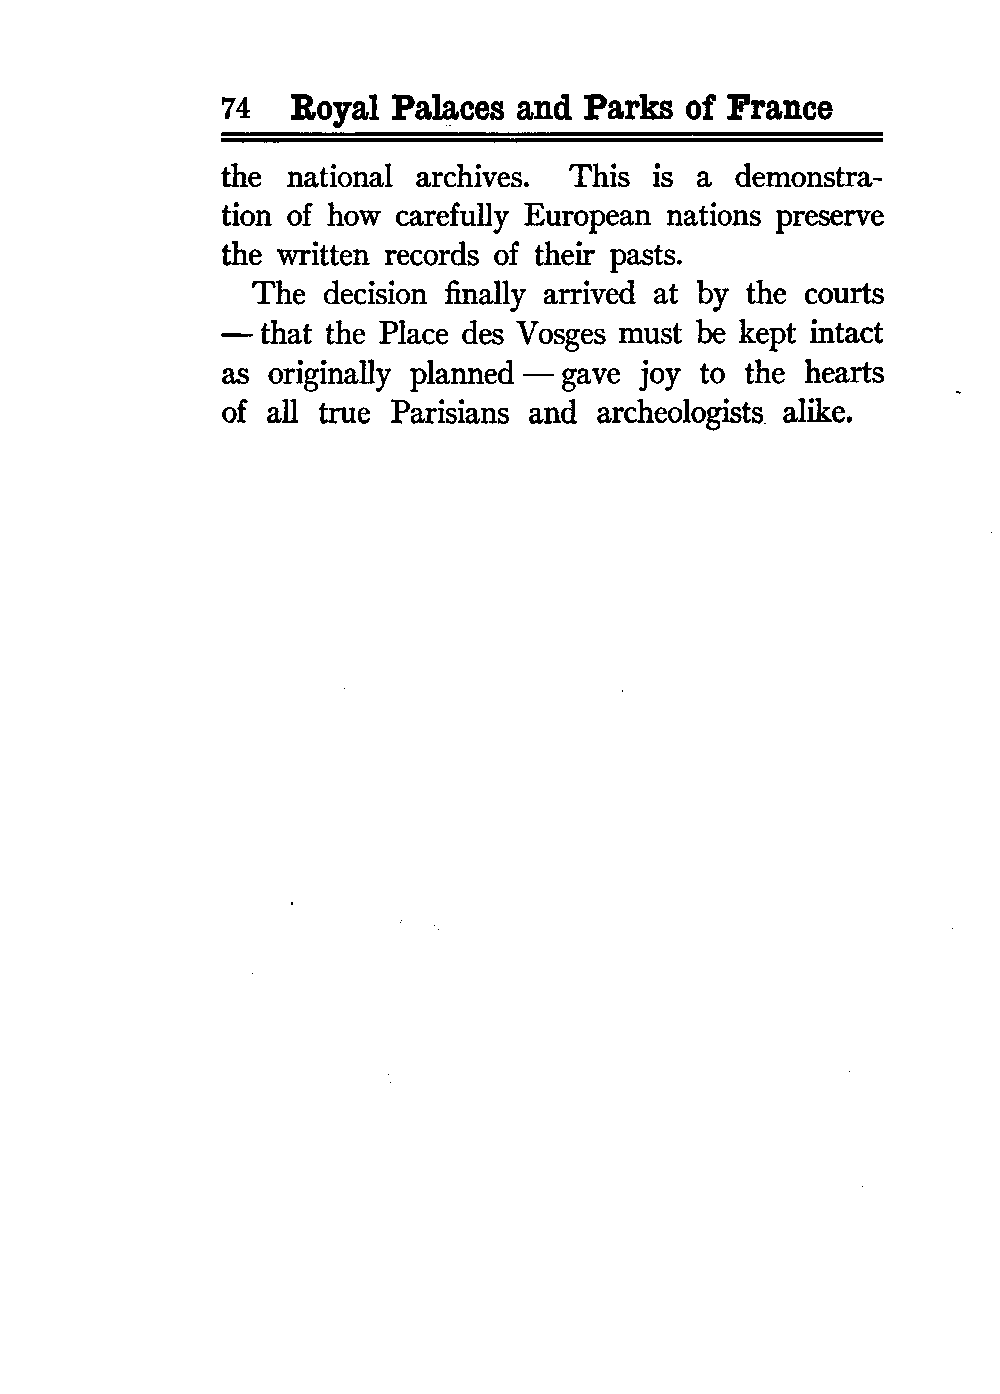 74 Royal Palaces and Parks of France
the national archives. This is a demonstra-
tion of how carefully European nations preserve
the written records of their pasts.
The decision finally arrived at by the courts
— that the Place des Vosges must be kept intact
as originally planned — gave joy to the hearts
of all true Parisians and archeologists alike.